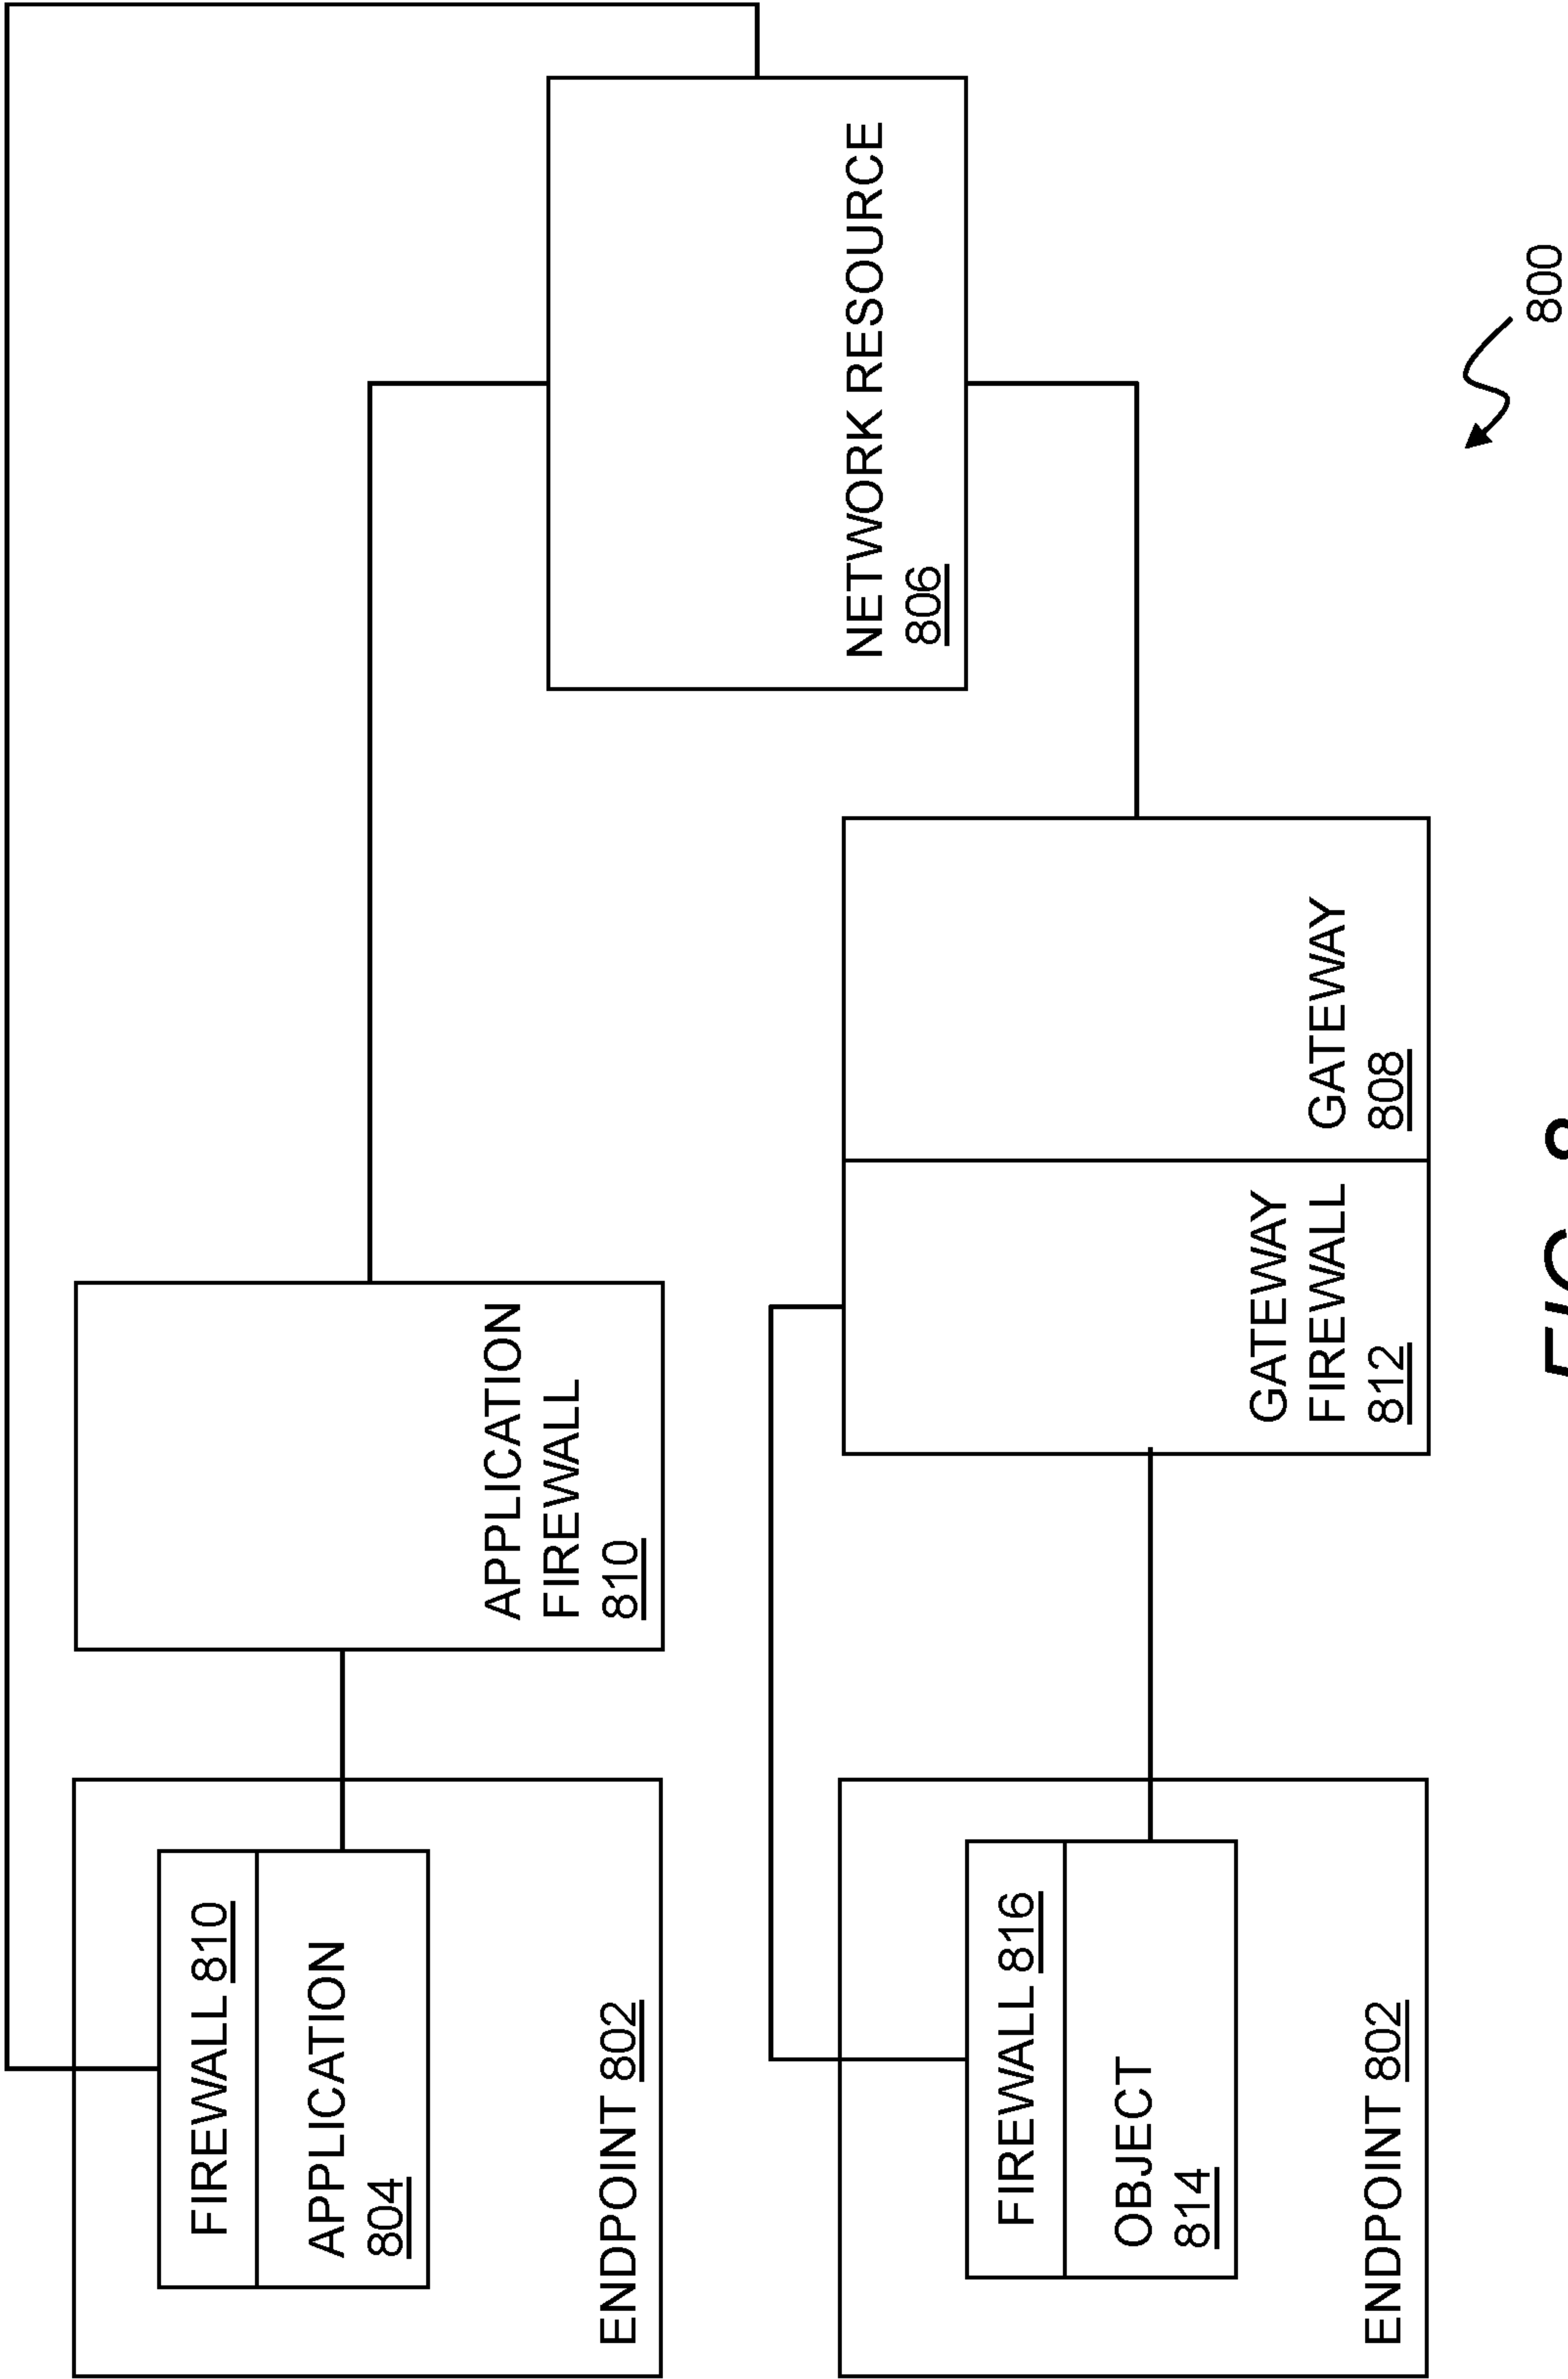 FIREWALL 810
APPLICATION
804
ENDPOINT 802
APPLICATION
FIREWALL
810
NETWORK RESOURCE
806
FIREWALL 816
OBJECT
814
ENDPOINT 802
GATEWAY
FIREWALL
812
GATEWAY
808
800